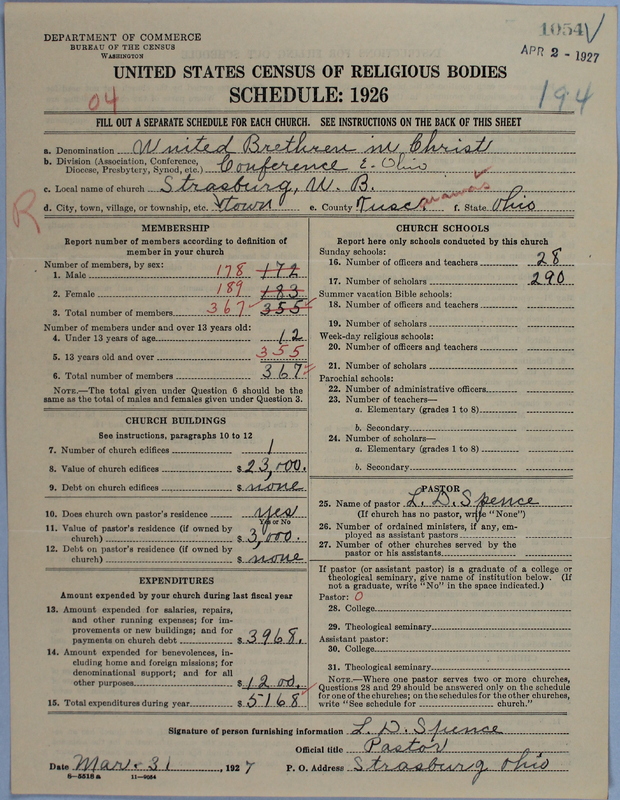 1054
DEPARTMENT OF COMMERCE
BUREAU OF THE CENSUS
WASHINGTON
APR 2 - 1927
UNITED STATES CENSUS OF RELIGIOUS BODIES
SCHEDULE: 1926
04
194
FILL OUT A SEPARATE SCHEDULE FOR EACH CHURCH. SEE INSTRUCTIONS ON THE BACK OF THIS SHEET
a. Denomination United Brethren in Christ
b. Division (Association, Conference, Diocese, Presbytery, Synod, etc.) Conference E-Ohio
c. Local name of church Strasburg, U. B.
R
d. City, town, village, or township, etc. town e. County Tuscarawas f. State Ohio
MEMBERSHIP
Report number of members according to definition of
member in your church
Number of members, by sex:
1. Male 178 172
2. Female 189 183
3. Total number of members 367 355
Number of members under and over 13 years old:
4. Under 13 years of age 12
5. 13 years old and over 355
6. Total number of members 367
NOTE.—The total given under Question 6 should be the
same as the total of males and females given under Question 3.
CHURCH BUILDINGS
See instructions, paragraphs 10 to 12
7. Number of church edifices 1
8. Value of church edifices $ 23,000.
9. Debt on church edifices $ none
10. Does church own pastor's residence yes
Yes or No
11. Value of pastor's residence (if owned by
church) $ 3,000.
12. Debt on pastor's residence (if owned by
church) $ none
EXPENDITURES
Amount expended by your church during last fiscal year
13. Amount expended for salaries, repairs,
and other running expenses; for im-
provements or new buildings; and for
payments on church debt $ 3968.
14. Amount expended for benevolences, in-
cluding home and foreign missions; for
denominational support; and for all
other purposes $ 1200.
15. Total expenditures during year $ 5168
CHURCH SCHOOLS
Report here only schools conducted by this church
Sunday schools:
16. Number of officers and teachers 28
17. Number of scholars 290
Summer vacation Bible schools:
18. Number of officers and teachers
19. Number of scholars
Week-day religious schools:
20. Number of officers and teachers
21. Number of scholars
Parochial schools:
22. Number of administrative officers
23. Number of teachers—
a. Elementary (grades 1 to 8)
b. Secondary
24. Number of scholars—
a. Elementary (grades 1 to 8)
b. Secondary
PASTOR
25. Name of pastor L. D. Spence
(If church has no pastor, write "None")
26. Number of ordained ministers, if any, em-
ployed as assistant pastors
27. Number of other churches served by the
pastor or his assistants
If pastor (or assistant pastor) is a graduate of a college or
theological seminary, give name of institution below. (If
not a graduate, write "No" in the space indicated.)
Pastor: 0
28. College
29. Theological seminary
Assistant pastor:
30. College
31. Theological seminary
NOTE.—Where one pastor serves two or more churches,
Questions 28 and 29 should be answered only on the schedule
for one of the churches; on the schedules for the other churches,
write "See schedule for church."
Signature of person furnishing information L. D. Spence
Official title Pastor
Date Mar - 31, 1927 P. O. Address Strasburg Ohio
6—5518 a 11—9054